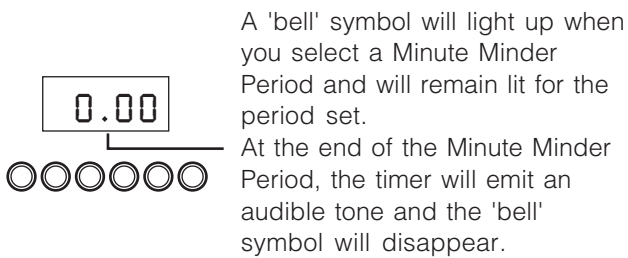 A 'bell' symbol will light up when
you select a Minute Minder
Period and will remain lit for the
period set.
0.00
At the end of the Minute Minder
Period, the timer will emit an
audible tone and the 'bell'
symbol will disappear.